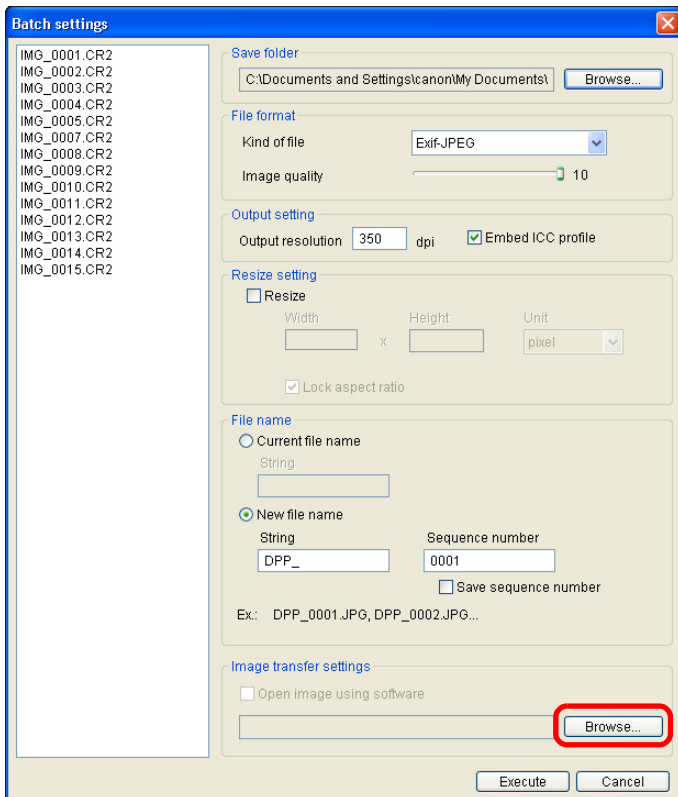 Batch settings
IMG_0001.CR2
IMG_0002.CR2
IMG_0003.CR2
IMG_0004.CR2
IMG_0005.CR2
IMG_0007.CR2
IMG_0008.CR2
IMG_0009.CR2
IMG_0010.CR2
IMG_0011.CR2
IMG_0012.CR2
IMG_0013.CR2
IMG_0014.CR2
IMG_0015.CR2
Save folder
C:\Documents and Settings\canon\My Documents\ Browse...
File format
Kind of file Exif-JPEG
Image quality 10
Output setting
Output resolution 350 dpi Embed ICC profile
Resize setting
Resize
Width Height Unit
x pixel
Lock aspect ratio
File name
Current file name
String
New file name
String Sequence number
DPP_ 0001
Save sequence number
Ex.: DPP_0001.JPG, DPP_0002.JPG...
Image transfer settings
Open image using software
Browse...
Execute Cancel